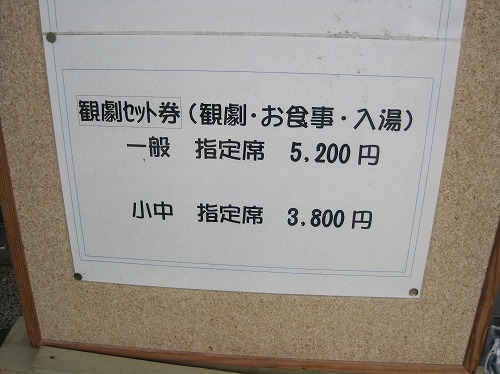 観劇セット券(観劇・お食事・入湯)
一般 指定席 5,200円
小中 指定席 3,800円